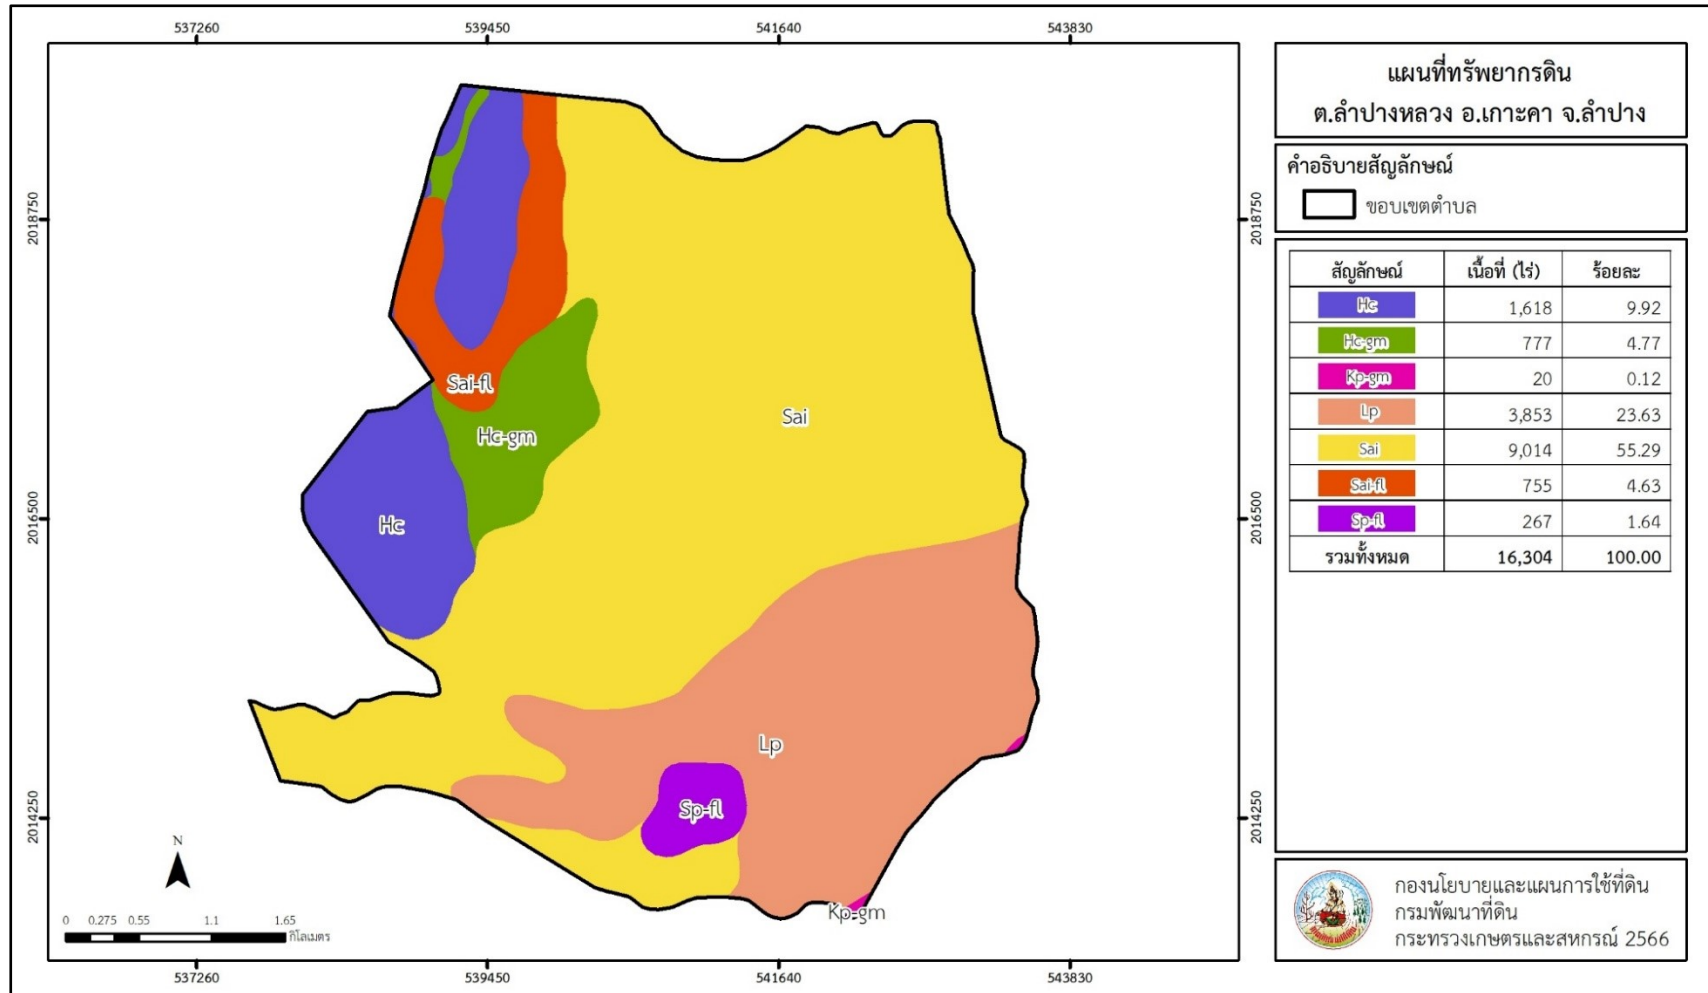 537260 539450 541640 543830
2018750
2016500
2014250
Sai-fl
Hc-gm
Sai
Hc
Lp
Sp-fl
Kp-gm
N
0 0.275 0.55 1.1 1.65
กิโลเมตร
2018750
2016500
2014250
537260 539450 541640 543830
แผนที่ทรัพยากรดิน
ต.ลำปางหลวง อ.เกาะคา จ.ลำปาง
คำอธิบายสัญลักษณ์
ขอบเขตตำบล
สัญลักษณ์ เนื้อที่ (ไร่) ร้อยละ
Hc 1,618 9.92
Hc-gm 777 4.77
Kp-gm 20 0.12
Lp 3,853 23.63
Sai 9,014 55.29
Sai-fl 755 4.63
Sp-fl 267 1.64
รวมทั้งหมด 16,304 100.00
กองนโยบายและแผนการใช้ที่ดิน
กรมพัฒนาที่ดิน
กระทรวงเกษตรและสหกรณ์ 2566